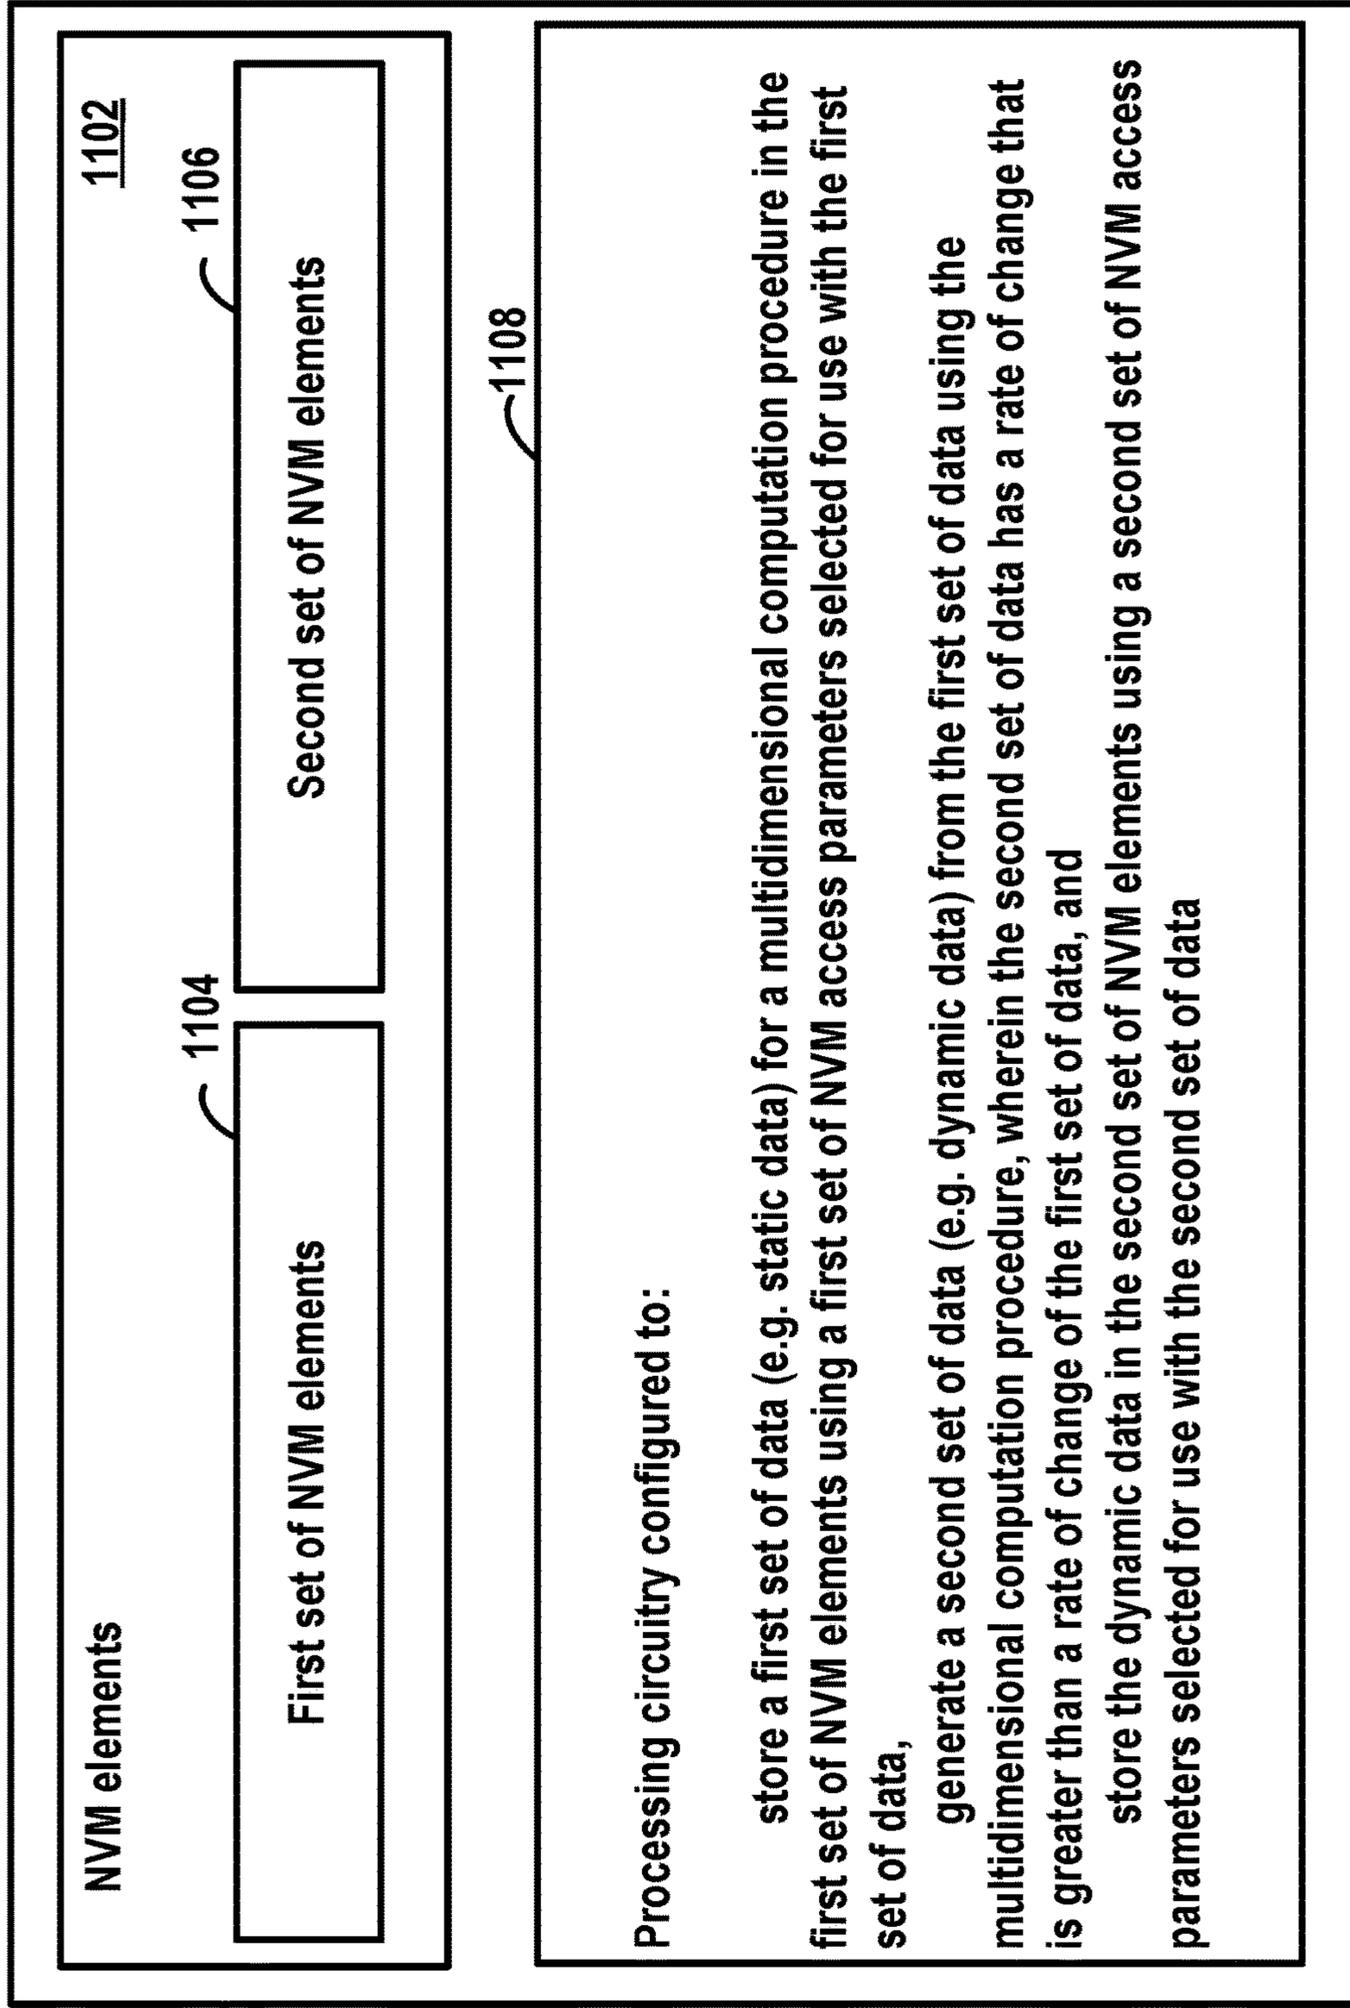 NVM elements
1102
1104
1106
First set of NVM elements
Second set of NVM elements
1108
Processing circuitry configured to:
store a first set of data (e.g. static data) for a multidimensional computation procedure in the
first set of NVM elements using a first set of NVM access parameters selected for use with the first
set of data,
generate a second set of data (e.g. dynamic data) from the first set of data using the
multidimensional computation procedure, wherein the second set of data has a rate of change that
is greater than a rate of change of the first set of data, and
store the dynamic data in the second set of NVM elements using a second set of NVM access
parameters selected for use with the second set of data